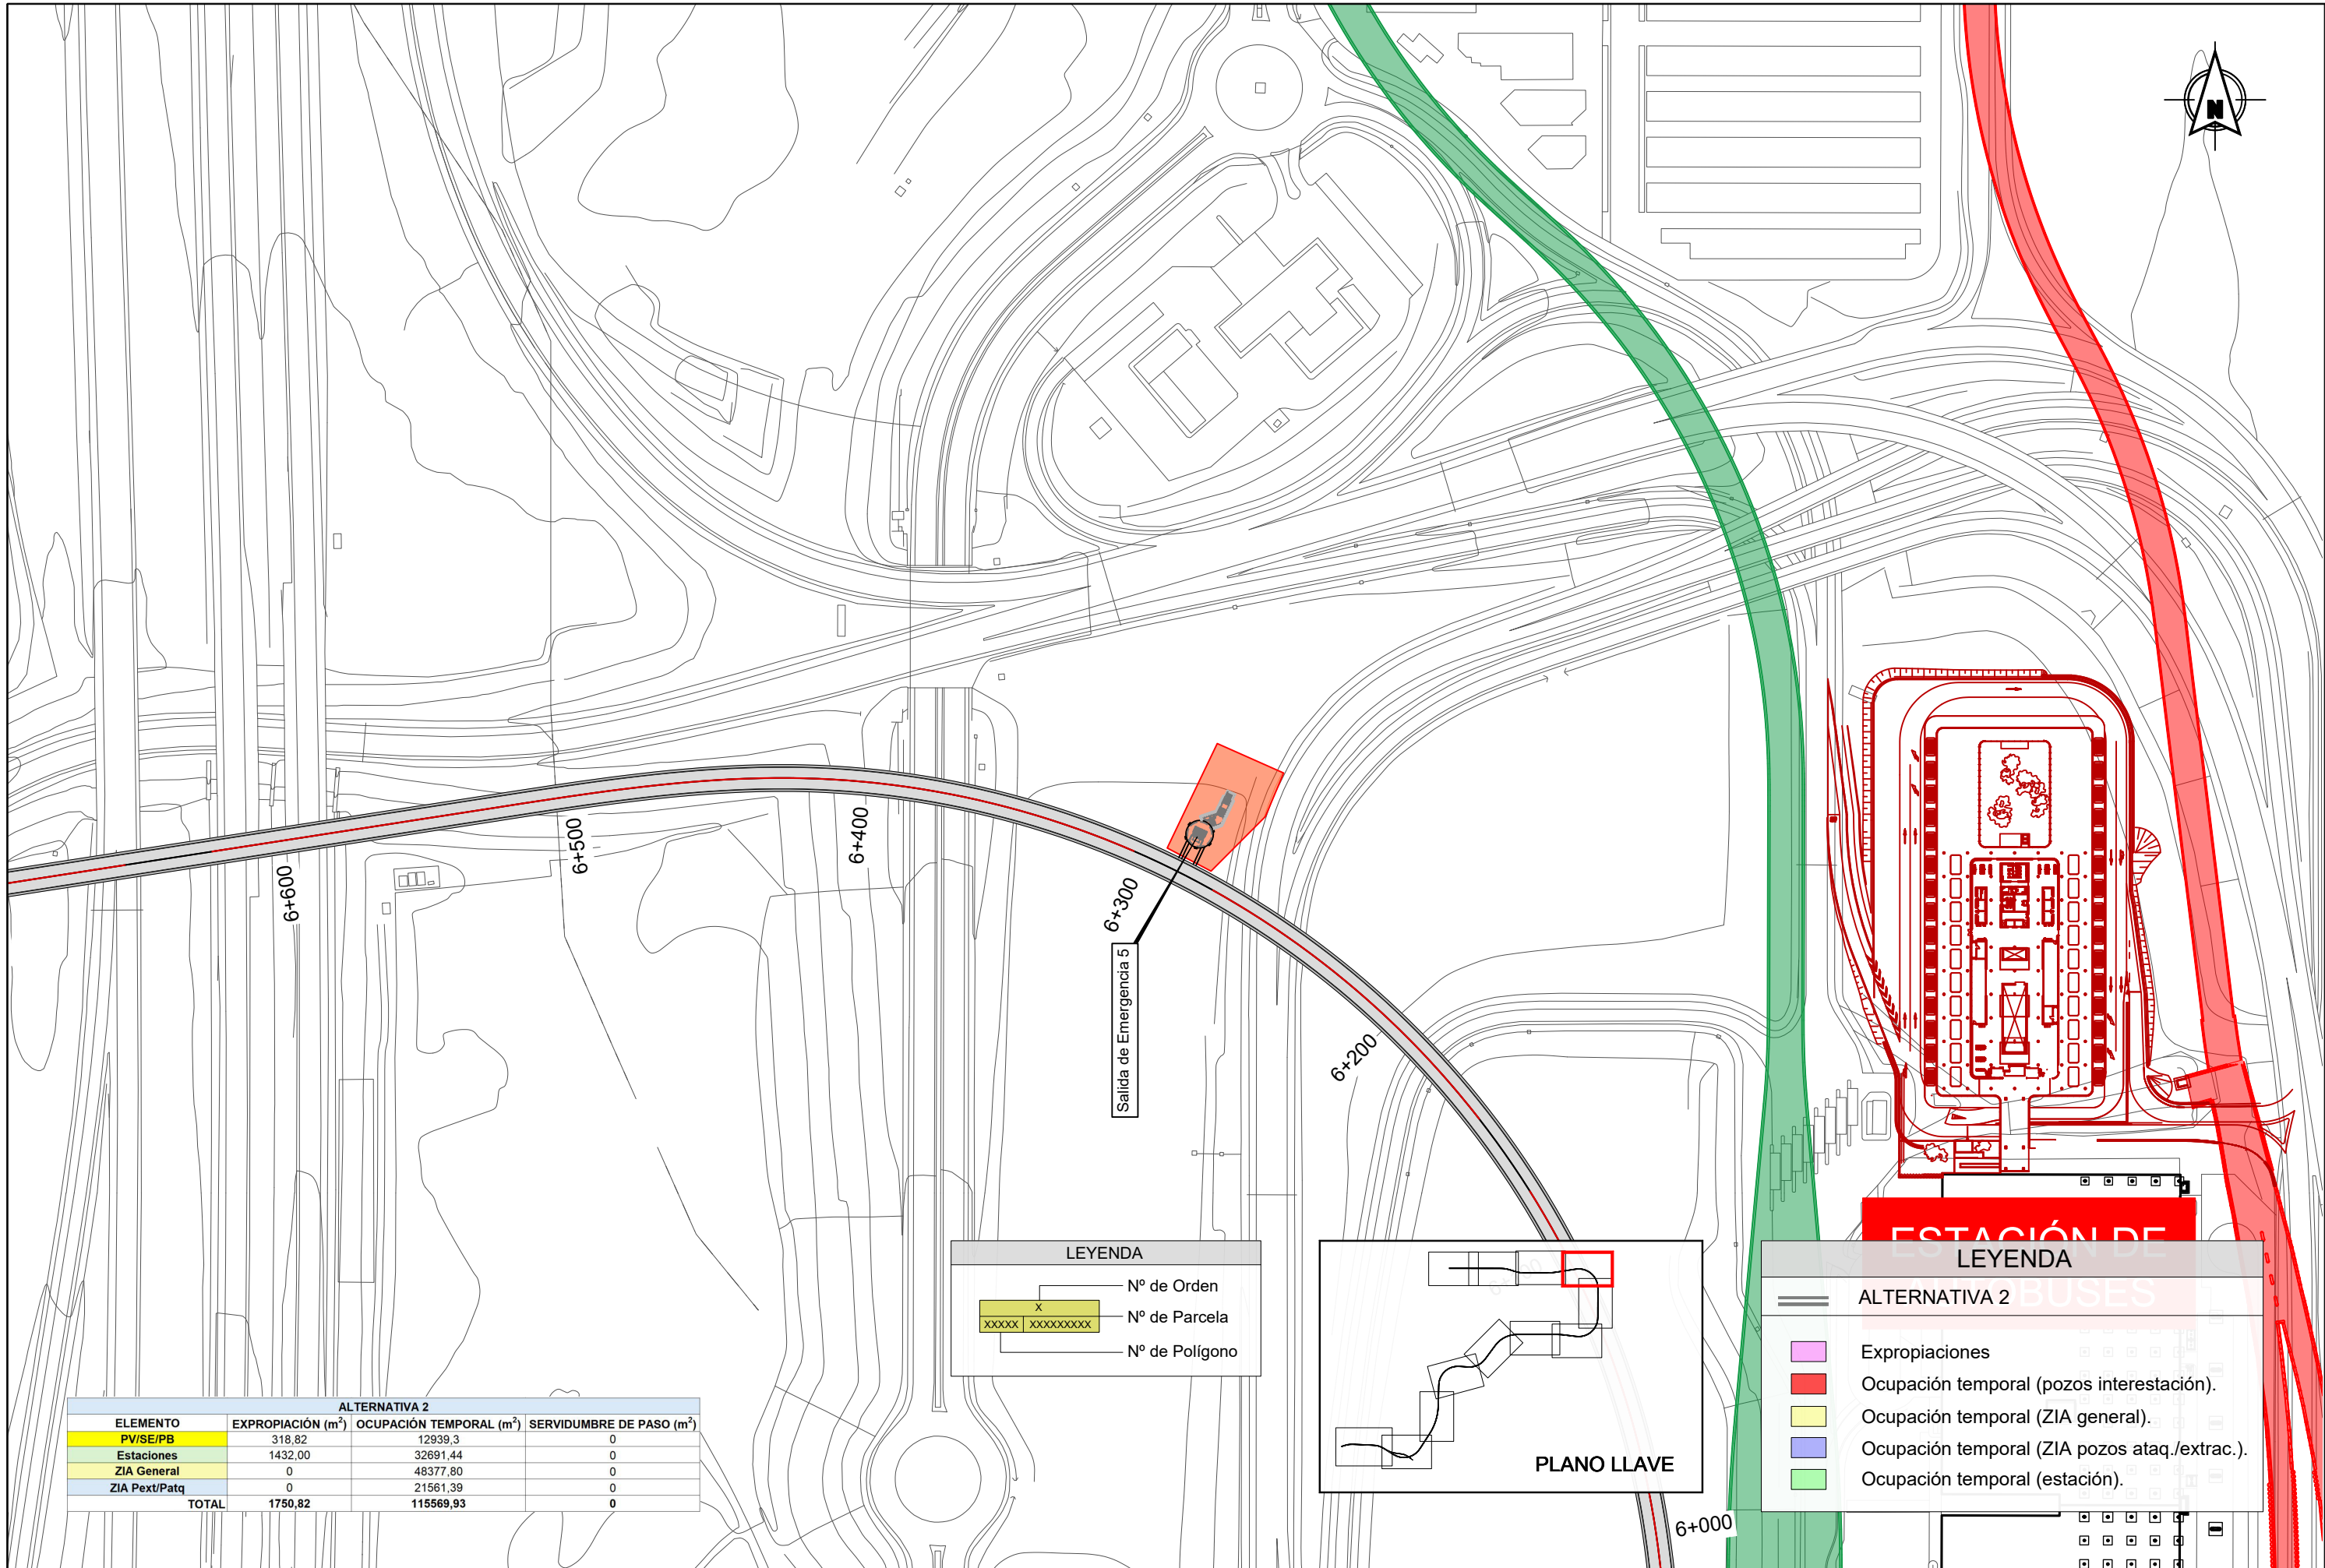 N
6+600
6+500
6+400
6+300
6+200
6+000
Salida de Emergencia 5
ESTACIÓN DE
AUTOBUSES
LEYENDA
Nº de Orden
X
Nº de Parcela
XXXXX XXXXXXXXX
Nº de Polígono
PLANO LLAVE
LEYENDA
ALTERNATIVA 2
Expropiaciones
Ocupación temporal (pozos interestación).
Ocupación temporal (ZIA general).
Ocupación temporal (ZIA pozos ataq./extrac.).
Ocupación temporal (estación).
ALTERNATIVA 2
ELEMENTO EXPROPIACIÓN (m²) OCUPACIÓN TEMPORAL (m²) SERVIDUMBRE DE PASO (m²)
PV/SE/PB 318,82 12939,3 0
Estaciones 1432,00 32691,44 0
ZIA General 0 48377,80 0
ZIA Pext/Patq 0 21561,39 0
TOTAL 1750,82 115569,93 0